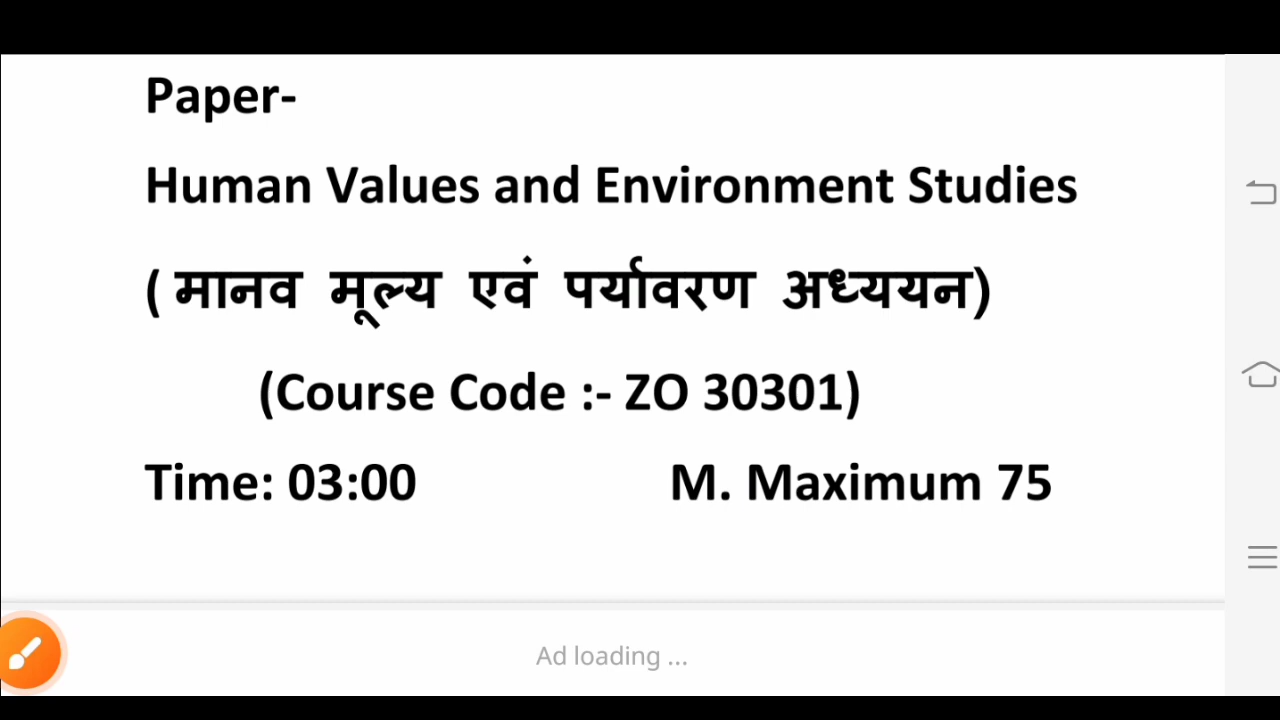 Paper-
Human Values and Environment Studies
( मानव मूल्य एवं पर्यावरण अध्ययन)
(Course Code :- ZO 30301)
Time: 03:00 M. Maximum 75
Ad loading ...